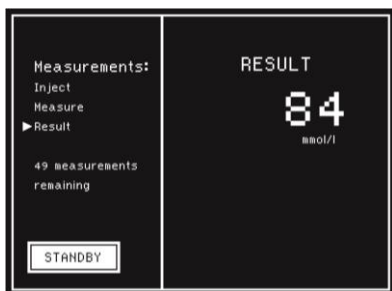 Measurements:
Inject
Measure
▶Result
49 measurements
remaining
STANDBY
RESULT
84
mmol/l